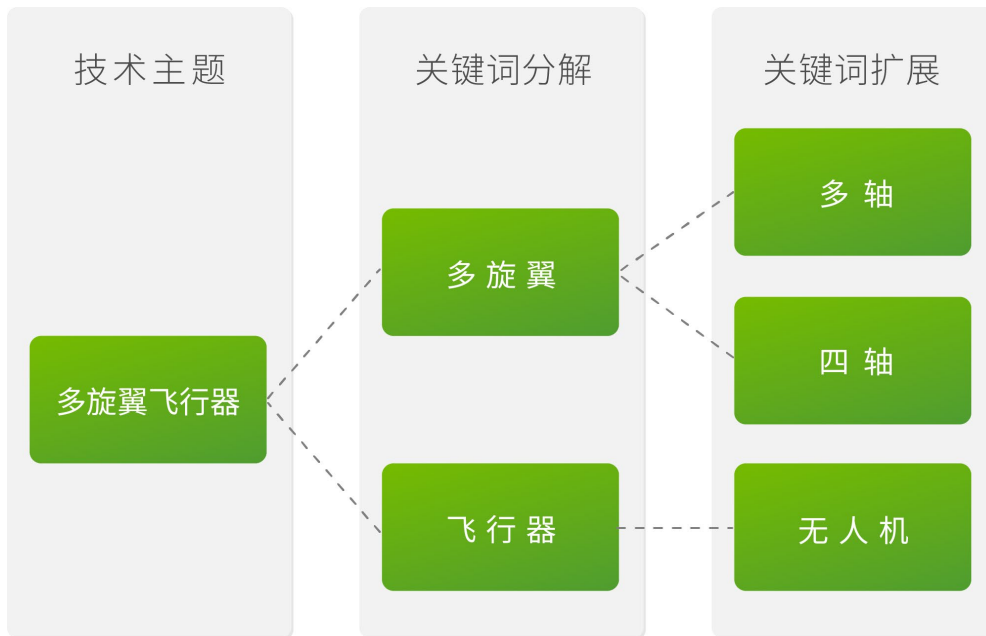 技术主题
关键词分解
关键词扩展
多旋翼飞行器
多旋翼
飞行器
多轴
四轴
无人机